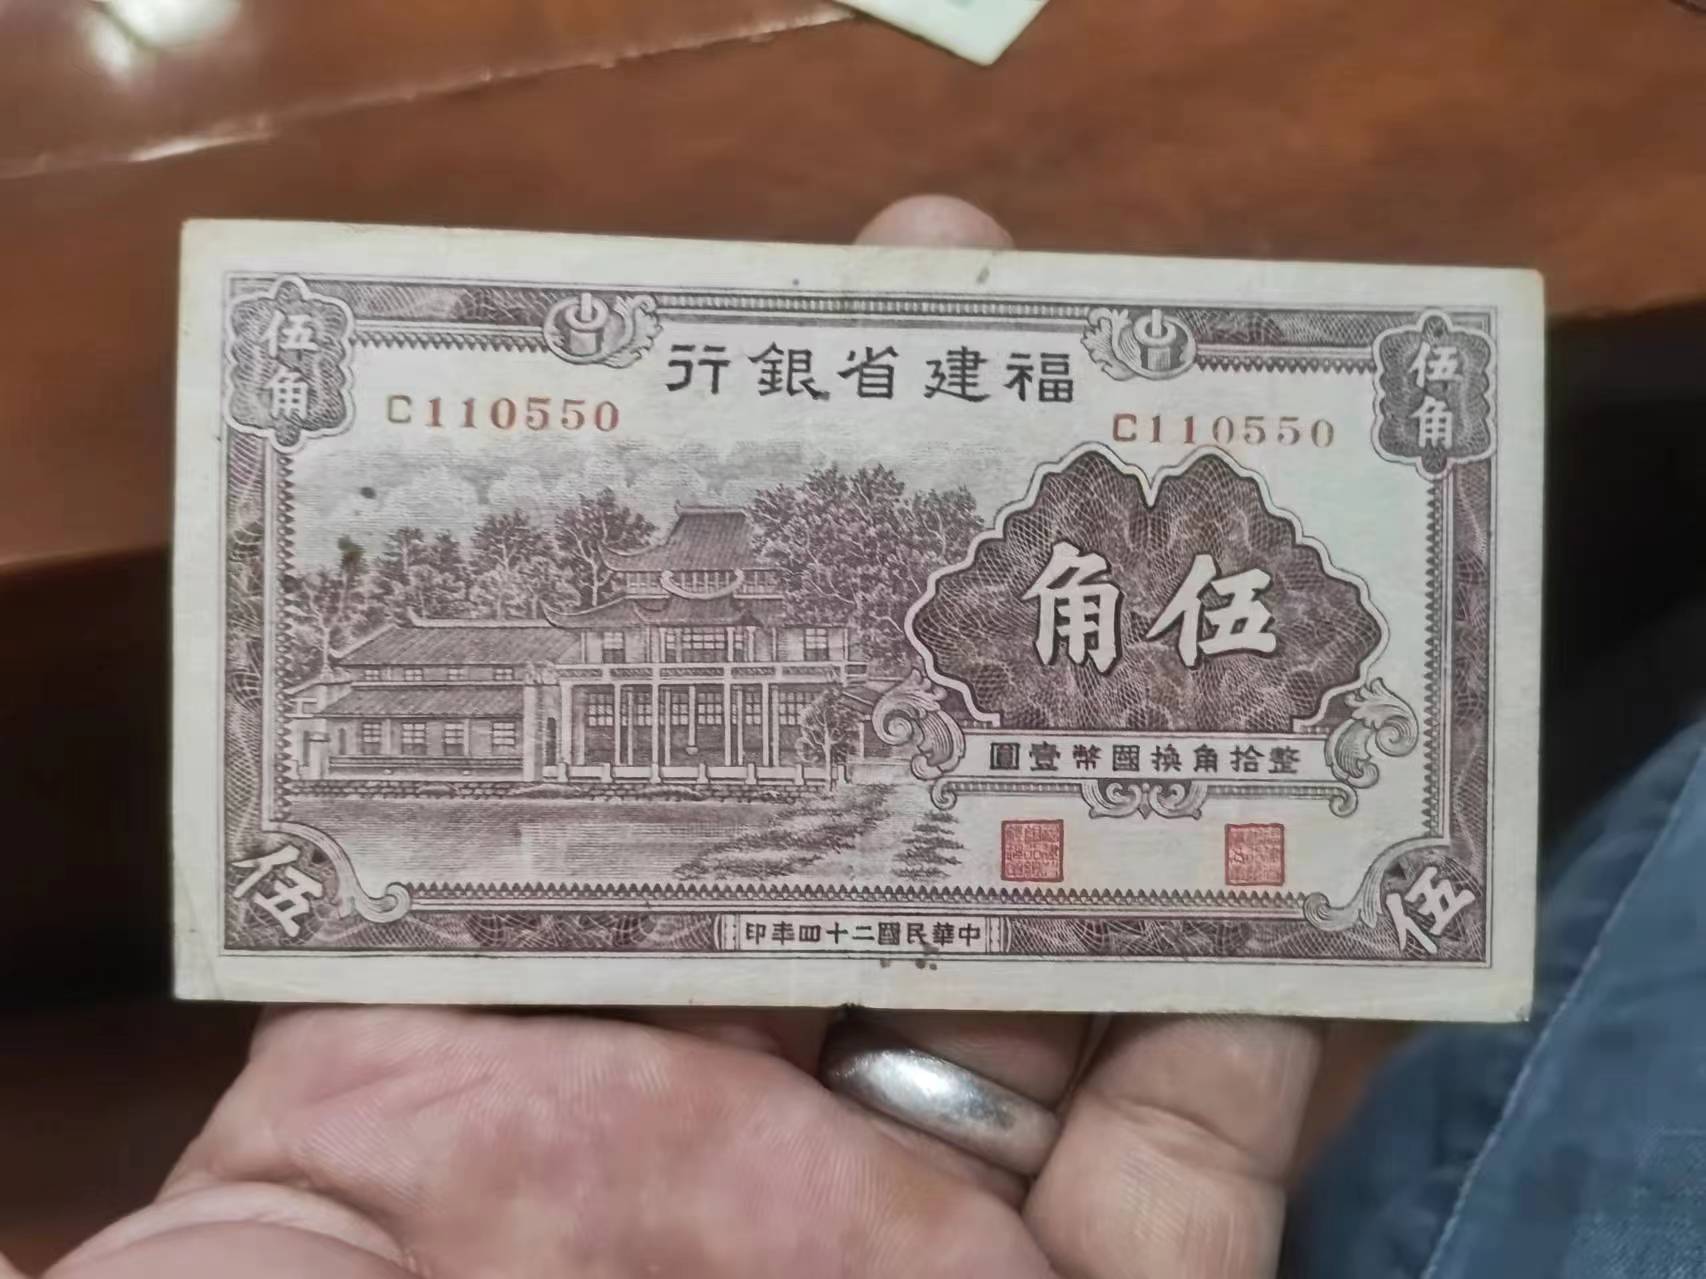 福建省銀行
伍角
伍角
C110550
C110550
伍角
整拾角換國幣壹圓
伍
伍
中華民國二十四年印